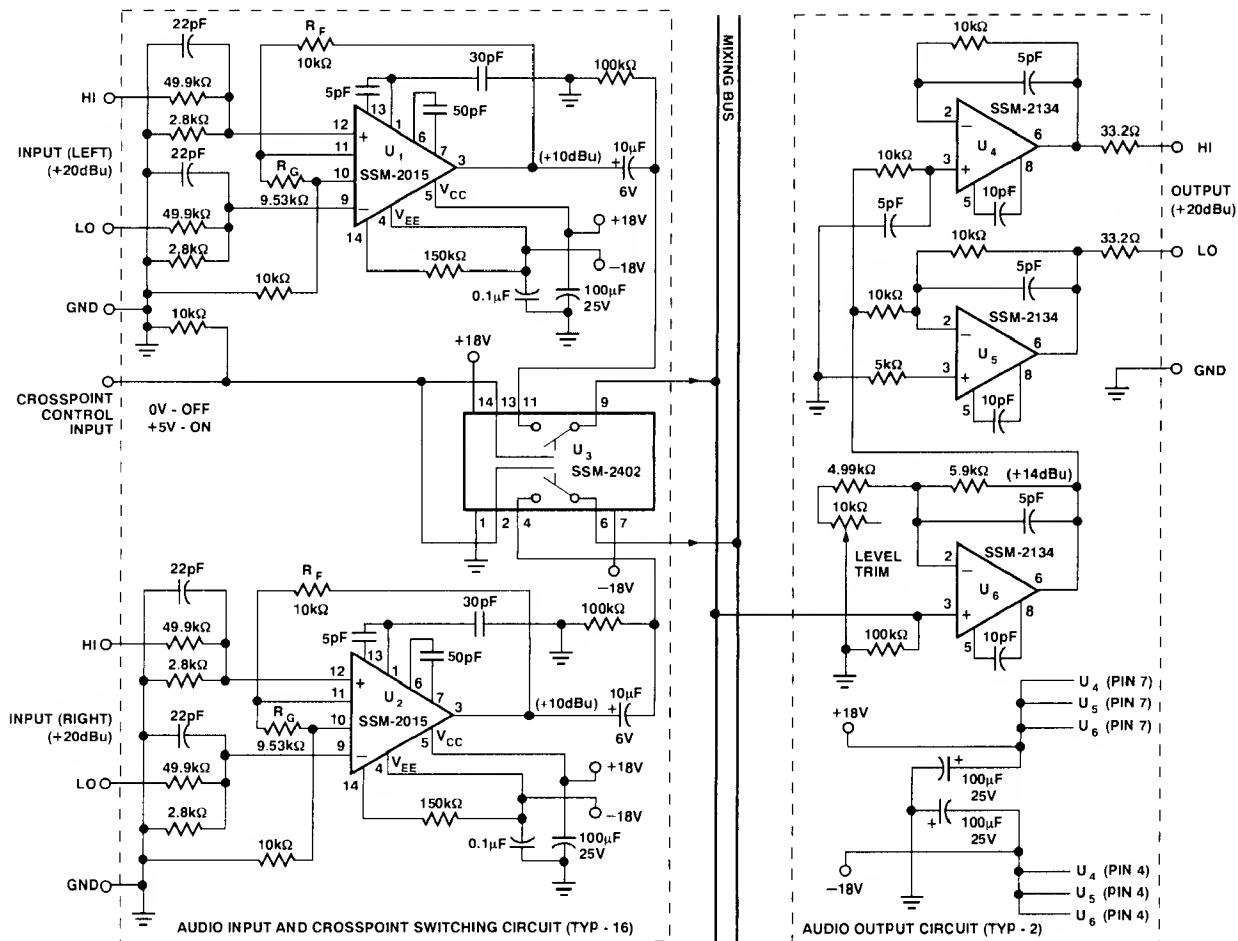 22pF
R_F
10kΩ
30pF
100kΩ
5pF
49.9kΩ
HI
2.8kΩ
13
1
50pF
6
7
12
+
INPUT (LEFT)
(+20dBu)
22pF
11
U₁
3
(+10dBu)
+
10µF
6V
R_G
10
SSM-2015
9.53kΩ
9
−
5
V_CC
4
V_EE
14
49.9kΩ
LO
2.8kΩ
+18V
−18V
150kΩ
0.1µF
100µF
25V
10kΩ
GND
10kΩ
+18V
CROSSPOINT
CONTROL
INPUT
0V - OFF
+5V - ON
14
13
11
9
U₃
SSM-2402
1
2
4
6
7
−18V
22pF
R_F
10kΩ
30pF
100kΩ
5pF
49.9kΩ
HI
2.8kΩ
13
1
50pF
6
7
12
+
INPUT (RIGHT)
(+20dBu)
22pF
11
U₂
3
(+10dBu)
+
10µF
6V
R_G
10
SSM-2015
9.53kΩ
9
−
5
V_CC
4
V_EE
14
49.9kΩ
LO
2.8kΩ
+18V
−18V
150kΩ
0.1µF
100µF
25V
10kΩ
GND
AUDIO INPUT AND CROSSPOINT SWITCHING CIRCUIT (TYP - 16)
MIXING BUS
10kΩ
5pF
SSM-2134
2
−
U₄
6
33.2Ω
HI
10kΩ
3
+
8
5
10pF
5pF
OUTPUT
(+20dBu)
10kΩ
33.2Ω
LO
5pF
10kΩ
SSM-2134
2
−
U₅
6
5kΩ
3
+
8
5
10pF
GND
4.99kΩ
5.9kΩ
(+14dBu)
10kΩ
5pF
LEVEL
TRIM
SSM-2134
2
−
U₆
6
3
+
8
100kΩ
5
10pF
U₄ (PIN 7)
U₅ (PIN 7)
U₆ (PIN 7)
+18V
+
100µF
25V
+
100µF
25V
−18V
U₄ (PIN 4)
U₅ (PIN 4)
U₆ (PIN 4)
AUDIO OUTPUT CIRCUIT (TYP - 2)